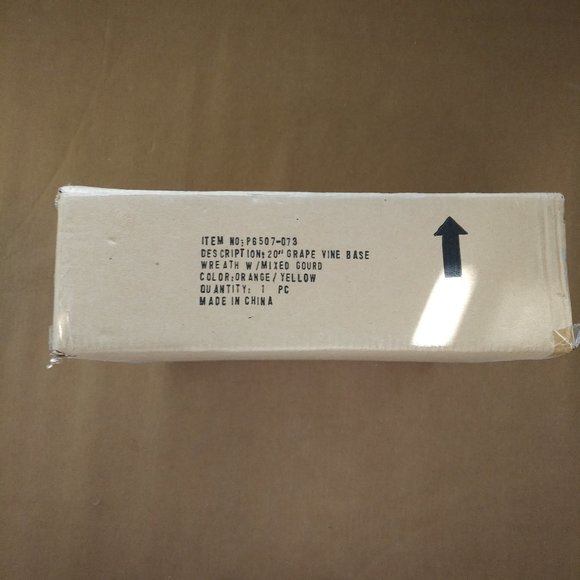 ITEM NO:P6507-073
DESCRIPTION:20" GRAPE VINE BASE
WREATH W/MIXED GOURD
COLOR:ORANGE/YELLOW
QUANTITY: 1 PC
MADE IN CHINA